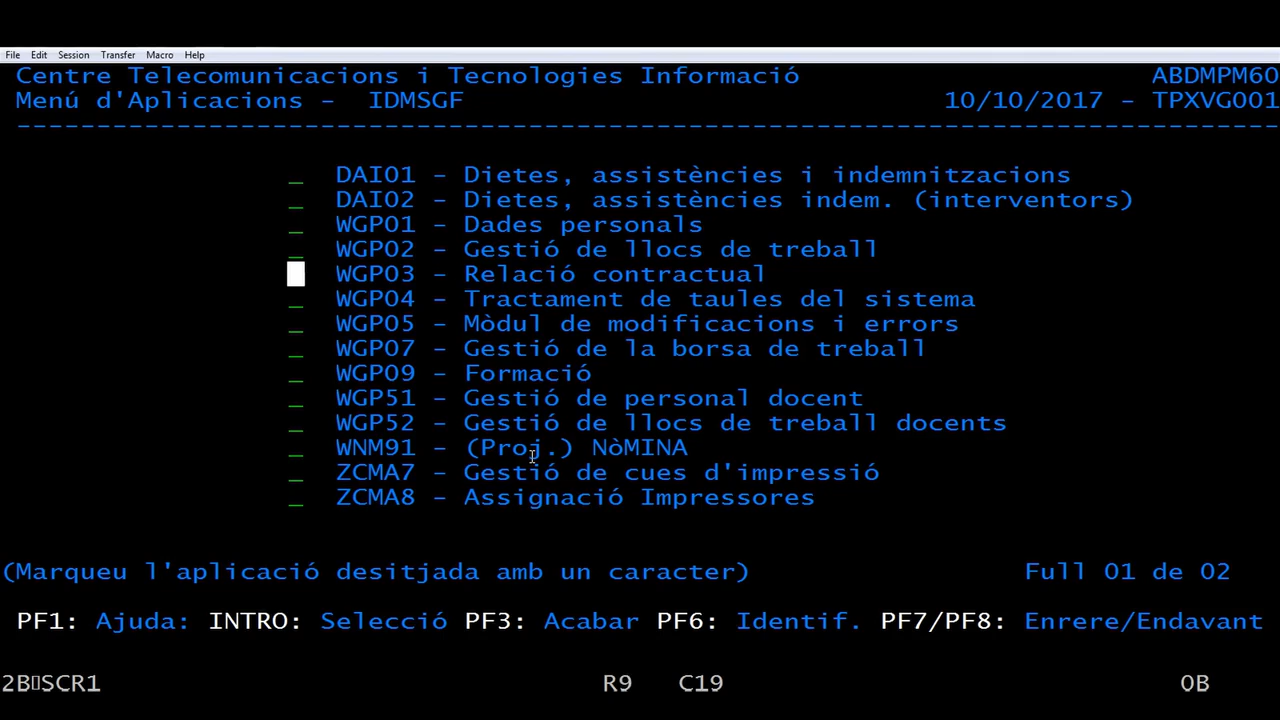 File Edit Session Transfer Macro Help
Centre Telecomunicacions i Tecnologies Informació ABDMPM60
Menú d'Aplicacions - IDMSGF 10/10/2017 - TPXVG001
--------------------------------------------------------------------------------
_ DAI01 - Dietes, assistències i indemnitzacions
_ DAI02 - Dietes, assistències indem. (interventors)
_ WGP01 - Dades personals
_ WGP02 - Gestió de llocs de treball
WGP03 - Relació contractual
_ WGP04 - Tractament de taules del sistema
_ WGP05 - Mòdul de modificacions i errors
_ WGP07 - Gestió de la borsa de treball
_ WGP09 - Formació
_ WGP51 - Gestió de personal docent
_ WGP52 - Gestió de llocs de treball docents
_ WNM91 - (Proj.) NòMINA
_ ZCMA7 - Gestió de cues d'impressió
_ ZCMA8 - Assignació Impressores
(Marqueu l'aplicació desitjada amb un caracter) Full 01 de 02
PF1: Ajuda: INTRO: Selecció PF3: Acabar PF6: Identif. PF7/PF8: Enrere/Endavant
2B▯SCR1 R9 C19 0B